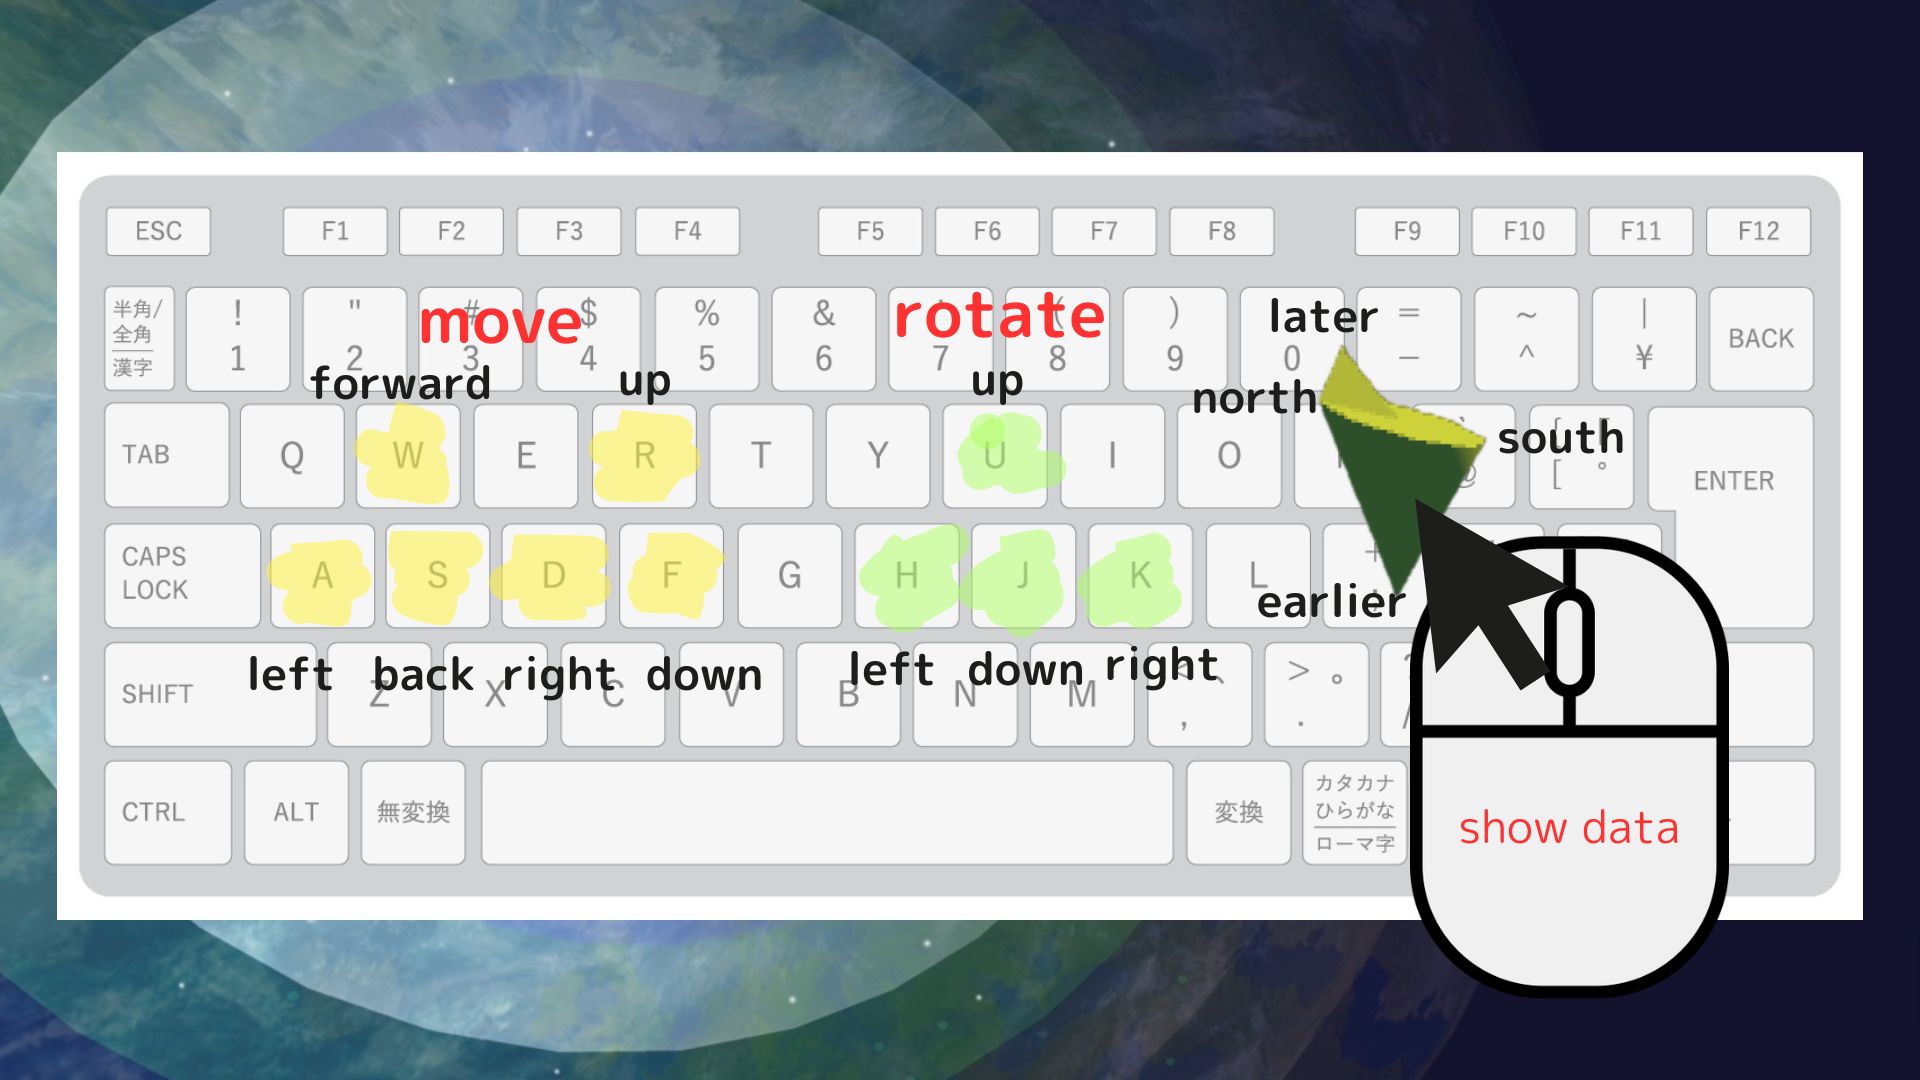 ESC F1 F2 F3 F4 F5 F6 F7 F8 F9 F10 F11 F12
半角/
全角
漢字
! 1
" 2
# 3
$ 4
% 5
& 6
7
( 8
) 9
0
= -
~ ^
| ¥
BACK
move
rotate
later
forward
up
up
north
south
TAB Q W E R T Y U I O
[
[ °
ENTER
CAPS
LOCK
A S D F G H J K L
earlier
left back right down
left down right
SHIFT Z X C V B N M
< 、 ,
> 。 .
CTRL ALT 無変換 変換
カタカナ
ひらがな
ローマ字
show data